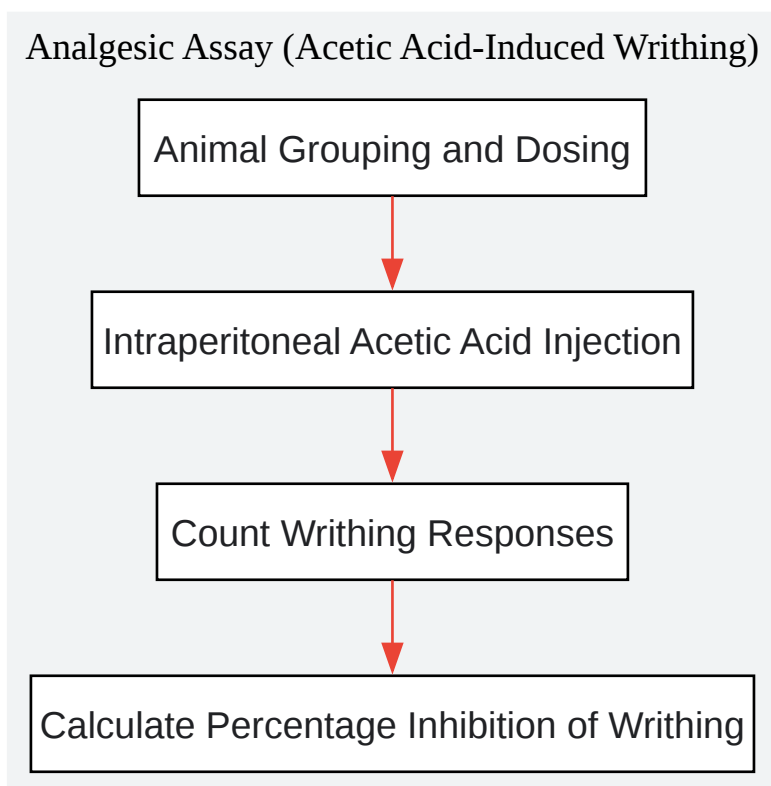 Analgesic Assay (Acetic Acid-Induced Writhing)
Animal Grouping and Dosing
Intraperitoneal Acetic Acid Injection
Count Writhing Responses
Calculate Percentage Inhibition of Writhing